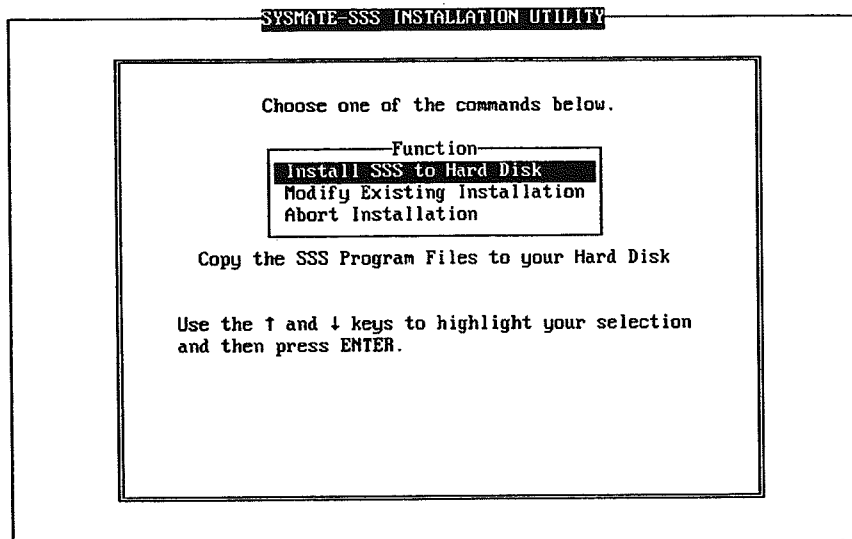 SYSMATE-SSS INSTALLATION UTILITY
Choose one of the commands below.
Function
Install SSS to Hard Disk
Modify Existing Installation
Abort Installation
Copy the SSS Program Files to your Hard Disk
Use the ↑ and ↓ keys to highlight your selection
and then press ENTER.